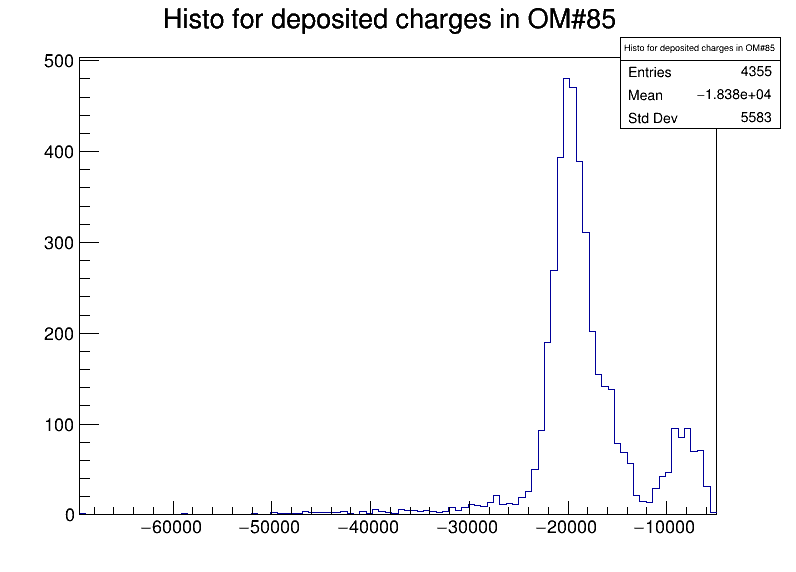 Histo for deposited charges in OM#85
Histo for deposited charges in OM#85
Entries 4355
Mean −1.838e+04
Std Dev 5583
500
400
300
200
100
0
−60000 −50000 −40000 −30000 −20000 −10000